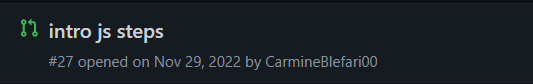 intro js steps
#27 opened on Nov 29, 2022 by CarmineBlefari00